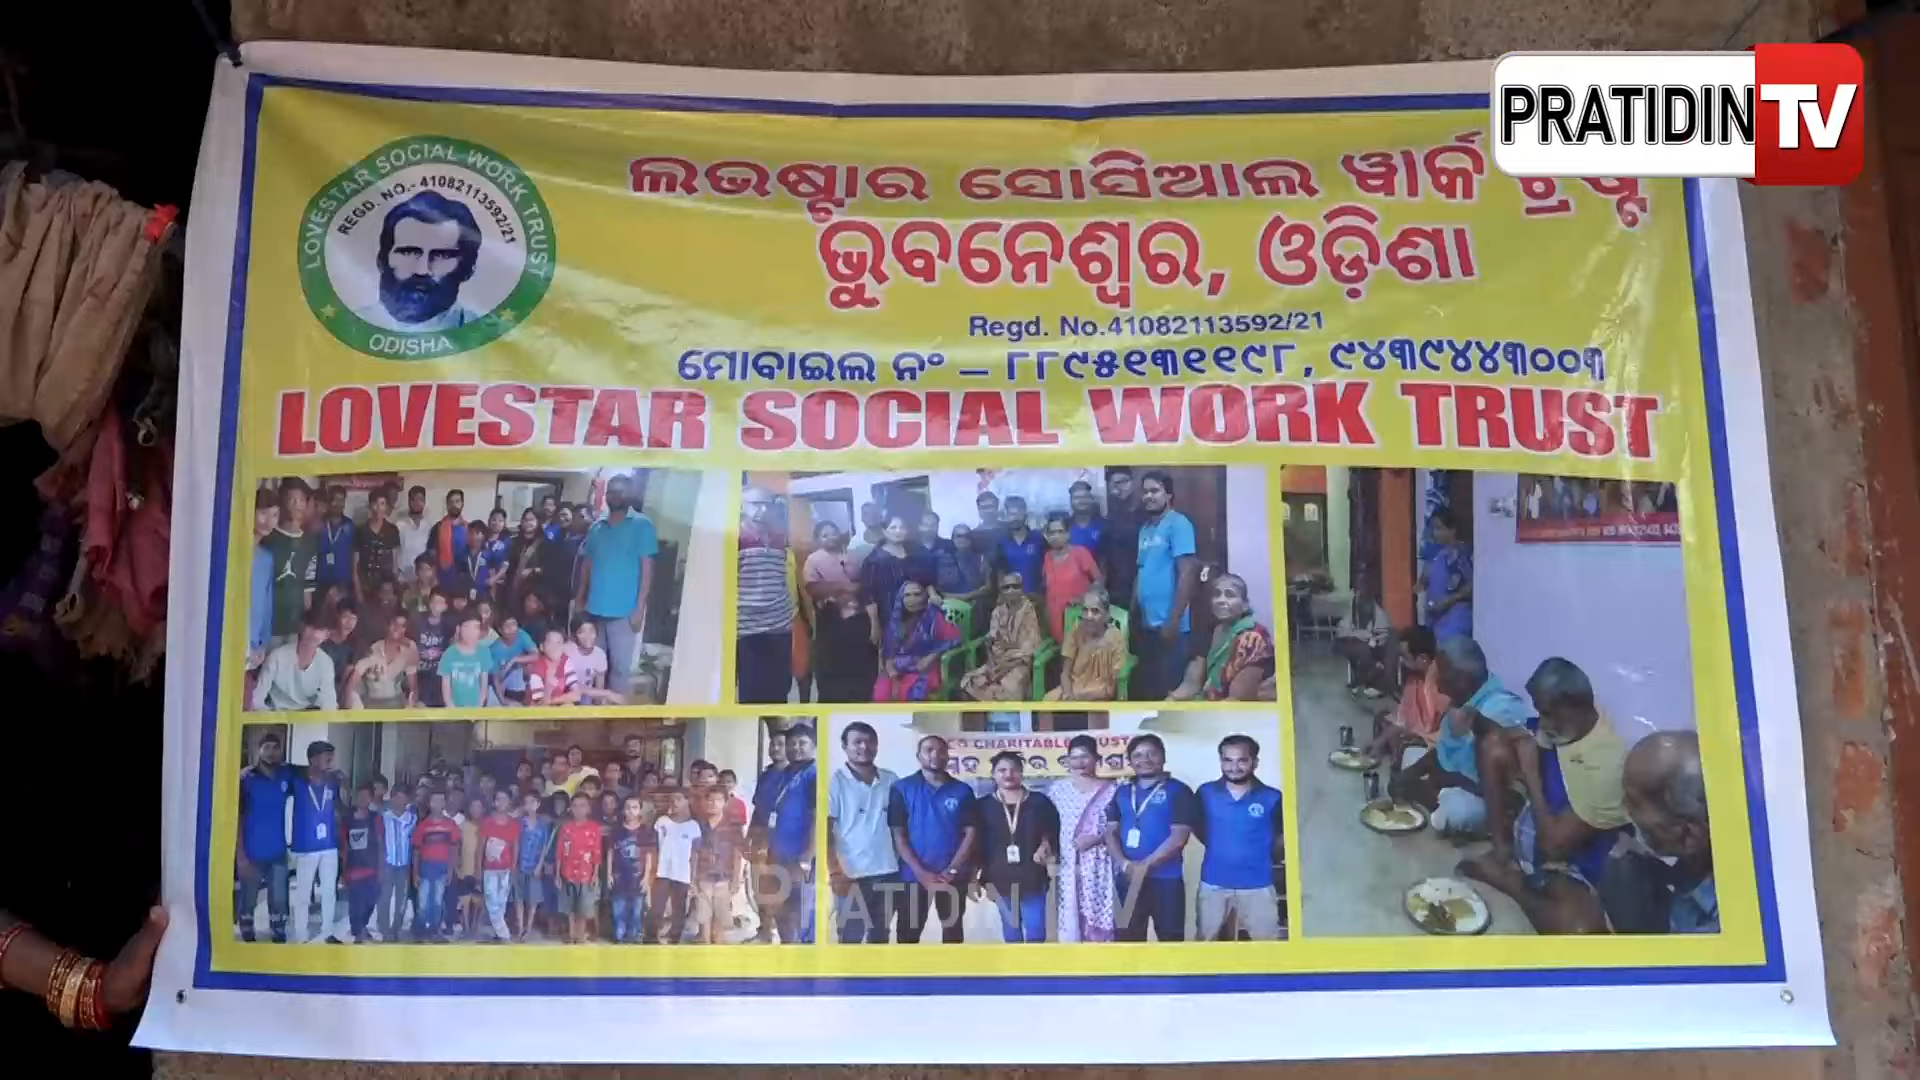 PRATIDIN TV
LOVESTAR SOCIAL WORK TRUST
REGD. NO.- 41082113592/21
ODISHA
ଲଭଷ୍ଟାର ସୋସିଆଲ ୱାର୍କ ଟ୍ରଷ୍ଟ
ଭୁବନେଶ୍ୱର, ଓଡ଼ିଶା
Regd. No.41082113592/21
ମୋବାଇଲ ନଂ – ୮୮୯୫୧୩୧୧୯୮, ୯୪୩୯୪୪୩୦୦୩
LOVESTAR SOCIAL WORK TRUST
CHARITABLE
PRATIDIN TV